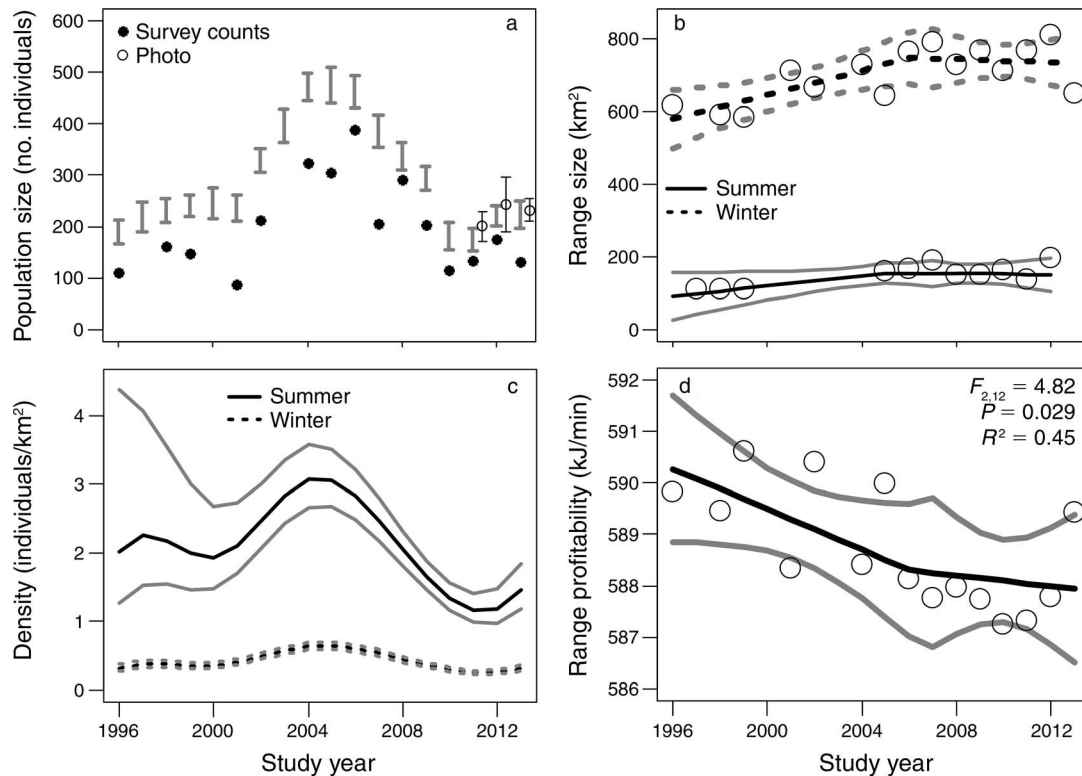 a
Survey counts
Photo
Population size (no. individuals)
600
500
400
300
200
100
0
b
Summer
Winter
Range size (km²)
800
600
400
200
0
c
Summer
Winter
Density (individuals/km²)
4
3
2
1
0
1996
2000
2004
2008
2012
Study year
d
F2,12 = 4.82
P = 0.029
R² = 0.45
Range profitability (kJ/min)
592
591
590
589
588
587
586
1996
2000
2004
2008
2012
Study year